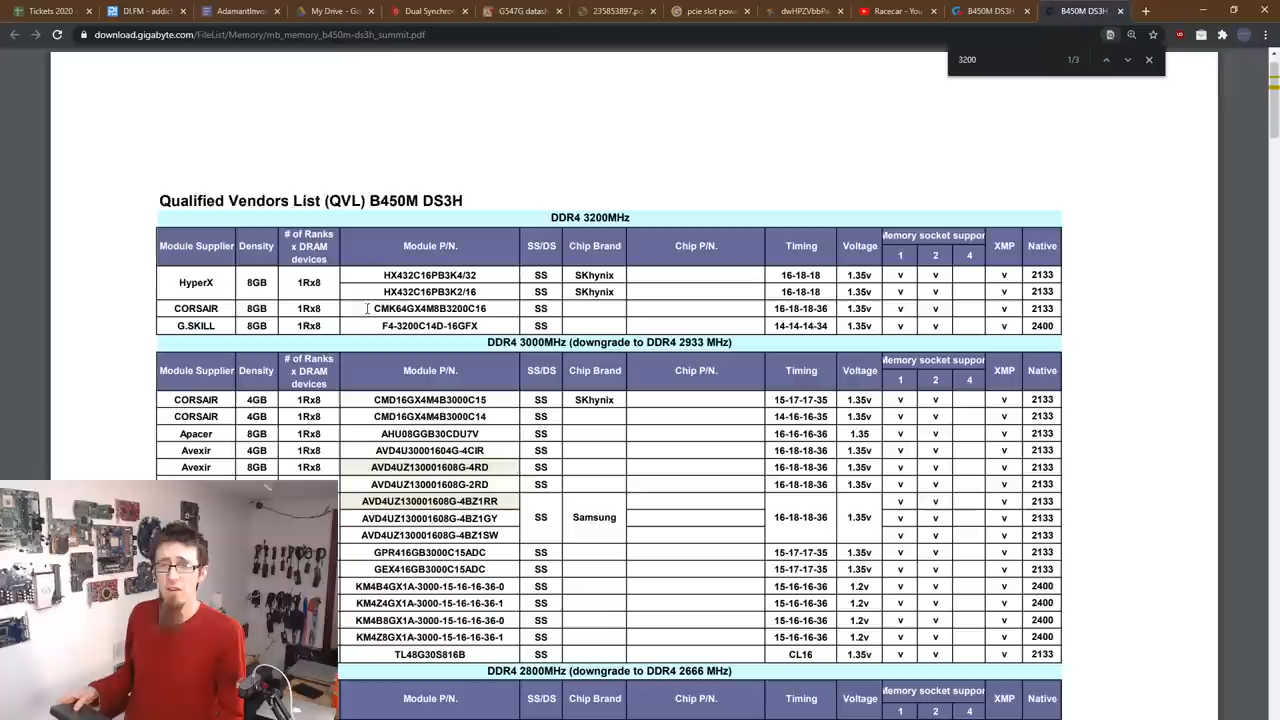 Tickets 2020 -
DI.FM - addic
AdamantInvo
My Drive - Go
Dual Synchro
G547G datash
235853897.p
pcie slot powe
dwHPZVbbP
Racecar - You
B450M DS3H
B450M DS3H
download.gigabyte.com/FileList/Memory/mb_memory_b450m-ds3h_summit.pdf
3200 1/3
Qualified Vendors List (QVL) B450M DS3H
DDR4 3200MHz
Module Supplier Density # of Ranks x DRAM devices Module P/N. SS/DS Chip Brand Chip P/N. Timing Voltage Memory socket suppor 1 2 4 XMP Native
HyperX 8GB 1Rx8 HX432C16PB3K4/32 SS SKhynix 16-18-18 1.35v v v v 2133
HX432C16PB3K2/16 SS SKhynix 16-18-18 1.35v v v v 2133
CORSAIR 8GB 1Rx8 CMK64GX4M8B3200C16 SS 16-18-18-36 1.35v v v v 2133
G.SKILL 8GB 1Rx8 F4-3200C14D-16GFX SS 14-14-14-34 1.35v v v v 2400
DDR4 3000MHz (downgrade to DDR4 2933 MHz)
Module Supplier Density # of Ranks x DRAM devices Module P/N. SS/DS Chip Brand Chip P/N. Timing Voltage Memory socket suppor 1 2 4 XMP Native
CORSAIR 4GB 1Rx8 CMD16GX4M4B3000C15 SS SKhynix 15-17-17-35 1.35v v v v 2133
CORSAIR 4GB 1Rx8 CMD16GX4M4B3000C14 SS 14-16-16-35 1.35v v v v 2133
Apacer 8GB 1Rx8 AHU08GGB30CDU7V SS 16-16-16-36 1.35 v v v 2133
Avexir 4GB 1Rx8 AVD4U30001604G-4CIR SS 16-18-18-36 1.35v v v v 2133
Avexir 8GB 1Rx8 AVD4UZ130001608G-4RD SS 16-18-18-36 1.35v v v v 2133
AVD4UZ130001608G-2RD SS 16-18-18-36 1.35v v v v 2133
AVD4UZ130001608G-4BZ1RR v v v 2133
AVD4UZ130001608G-4BZ1GY SS Samsung 16-18-18-36 1.35v v v v 2133
AVD4UZ130001608G-4BZ1SW v v v 2133
GPR416GB3000C15ADC SS 15-17-17-35 1.35v v v v 2133
GEX416GB3000C15ADC SS 15-17-17-35 1.35v v v v 2133
KM4B4GX1A-3000-15-16-16-36-0 SS 15-16-16-36 1.2v v v v 2400
KM4Z4GX1A-3000-15-16-16-36-1 SS 15-16-16-36 1.2v v v v 2400
KM4B8GX1A-3000-15-16-16-36-0 SS 15-16-16-36 1.2v v v v 2400
KM4Z8GX1A-3000-15-16-16-36-1 SS 15-16-16-36 1.2v v v v 2400
TL48G30S816B SS CL16 1.35v v v v 2133
DDR4 2800MHz (downgrade to DDR4 2666 MHz)
Module P/N. SS/DS Chip Brand Chip P/N. Timing Voltage Memory socket suppor 1 2 4 XMP Native